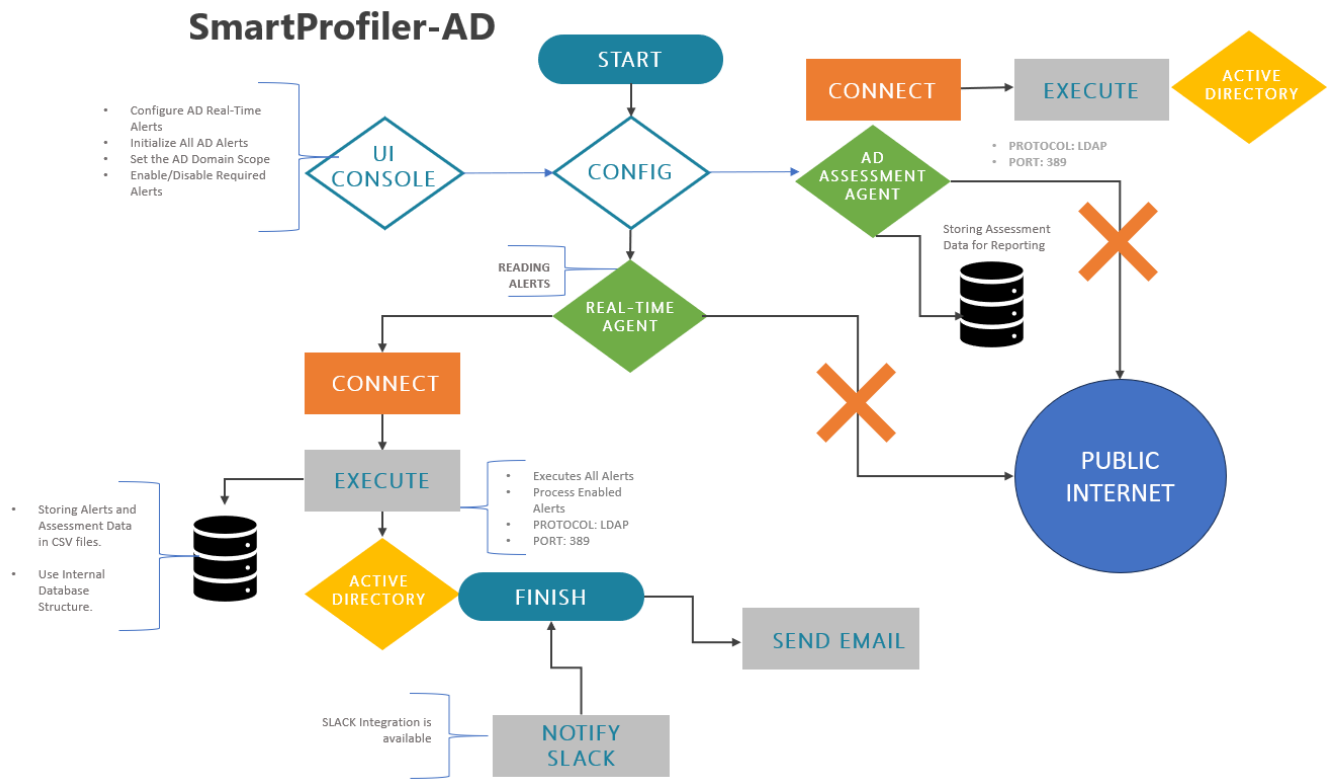 SmartProfiler-AD
START
CONNECT
EXECUTE
ACTIVE
DIRECTORY
• Configure AD Real-Time
Alerts
• Initialize All AD Alerts
• Set the AD Domain Scope
• Enable/Disable Required
Alerts
UI
CONSOLE
CONFIG
AD
ASSESSMENT
AGENT
• PROTOCOL: LDAP
• PORT: 389
Storing Assessment
Data for Reporting
READING
ALERTS
REAL-TIME
AGENT
CONNECT
EXECUTE
• Executes All Alerts
• Process Enabled
Alerts
• PROTOCOL: LDAP
• PORT: 389
PUBLIC
INTERNET
• Storing Alerts and
Assessment Data
in CSV files.
• Use Internal
Database
Structure.
ACTIVE
DIRECTORY
FINISH
SEND EMAIL
SLACK Integration is
available
NOTIFY
SLACK